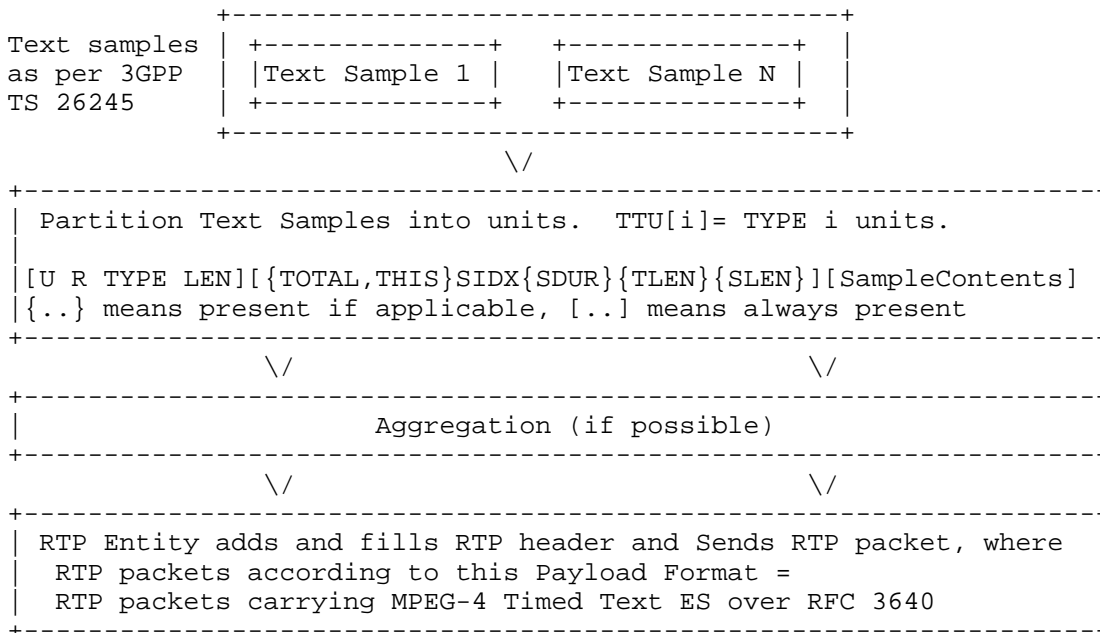 +--------------------------------------+
Text samples | +--------------+   +--------------+  |
as per 3GPP  | |Text Sample 1 |   |Text Sample N |  |
TS 26245     | +--------------+   +--------------+  |
             +--------------------------------------+
                               \/
+--------------------------------------------------------------------
| Partition Text Samples into units.  TTU[i]= TYPE i units.
|
|[U R TYPE LEN][{TOTAL,THIS}SIDX{SDUR}{TLEN}{SLEN}][SampleContents]
|{..} means present if applicable, [..] means always present
+--------------------------------------------------------------------
                \/                                \/
+--------------------------------------------------------------------
|                      Aggregation (if possible)
+--------------------------------------------------------------------
                \/                                \/
+--------------------------------------------------------------------
| RTP Entity adds and fills RTP header and Sends RTP packet, where
|  RTP packets according to this Payload Format =
|  RTP packets carrying MPEG-4 Timed Text ES over RFC 3640
+--------------------------------------------------------------------